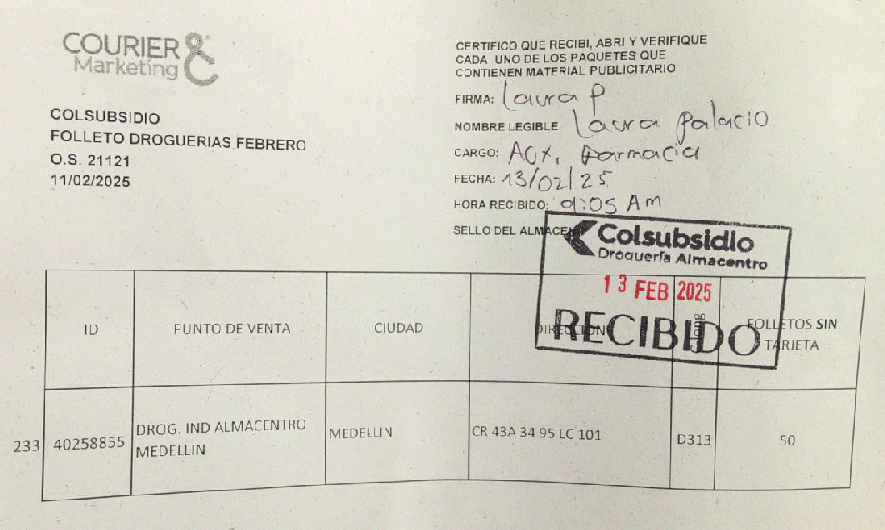 COURIER
Marketing
COLSUBSIDIO
FOLLETO DROGUERIAS FEBRERO
O.S. 21121
11/02/2025
CERTIFICO QUE RECIBI, ABRI Y VERIFIQUE
CADA UNO DE LOS PAQUETES QUE
CONTIENEN MATERIAL PUBLICITARIO
FIRMA: Laura P
NOMBRE LEGIBLE Laura Palacio
CARGO: Aux. Farmacia
FECHA: 13/02/25
HORA RECIBIDO: 9:05 AM
SELLO DEL ALMACEN
Colsubsidio
Droguería Almacentro
13 FEB 2025
RECIBIDO
ID PUNTO DE VENTA CIUDAD DIRECCION FOLLETOS SIN TARJETA
233 40258855 DROG. IND ALMACENTRO MEDELLIN MEDELLIN CR 43A 34 95 LC 101 D313 50